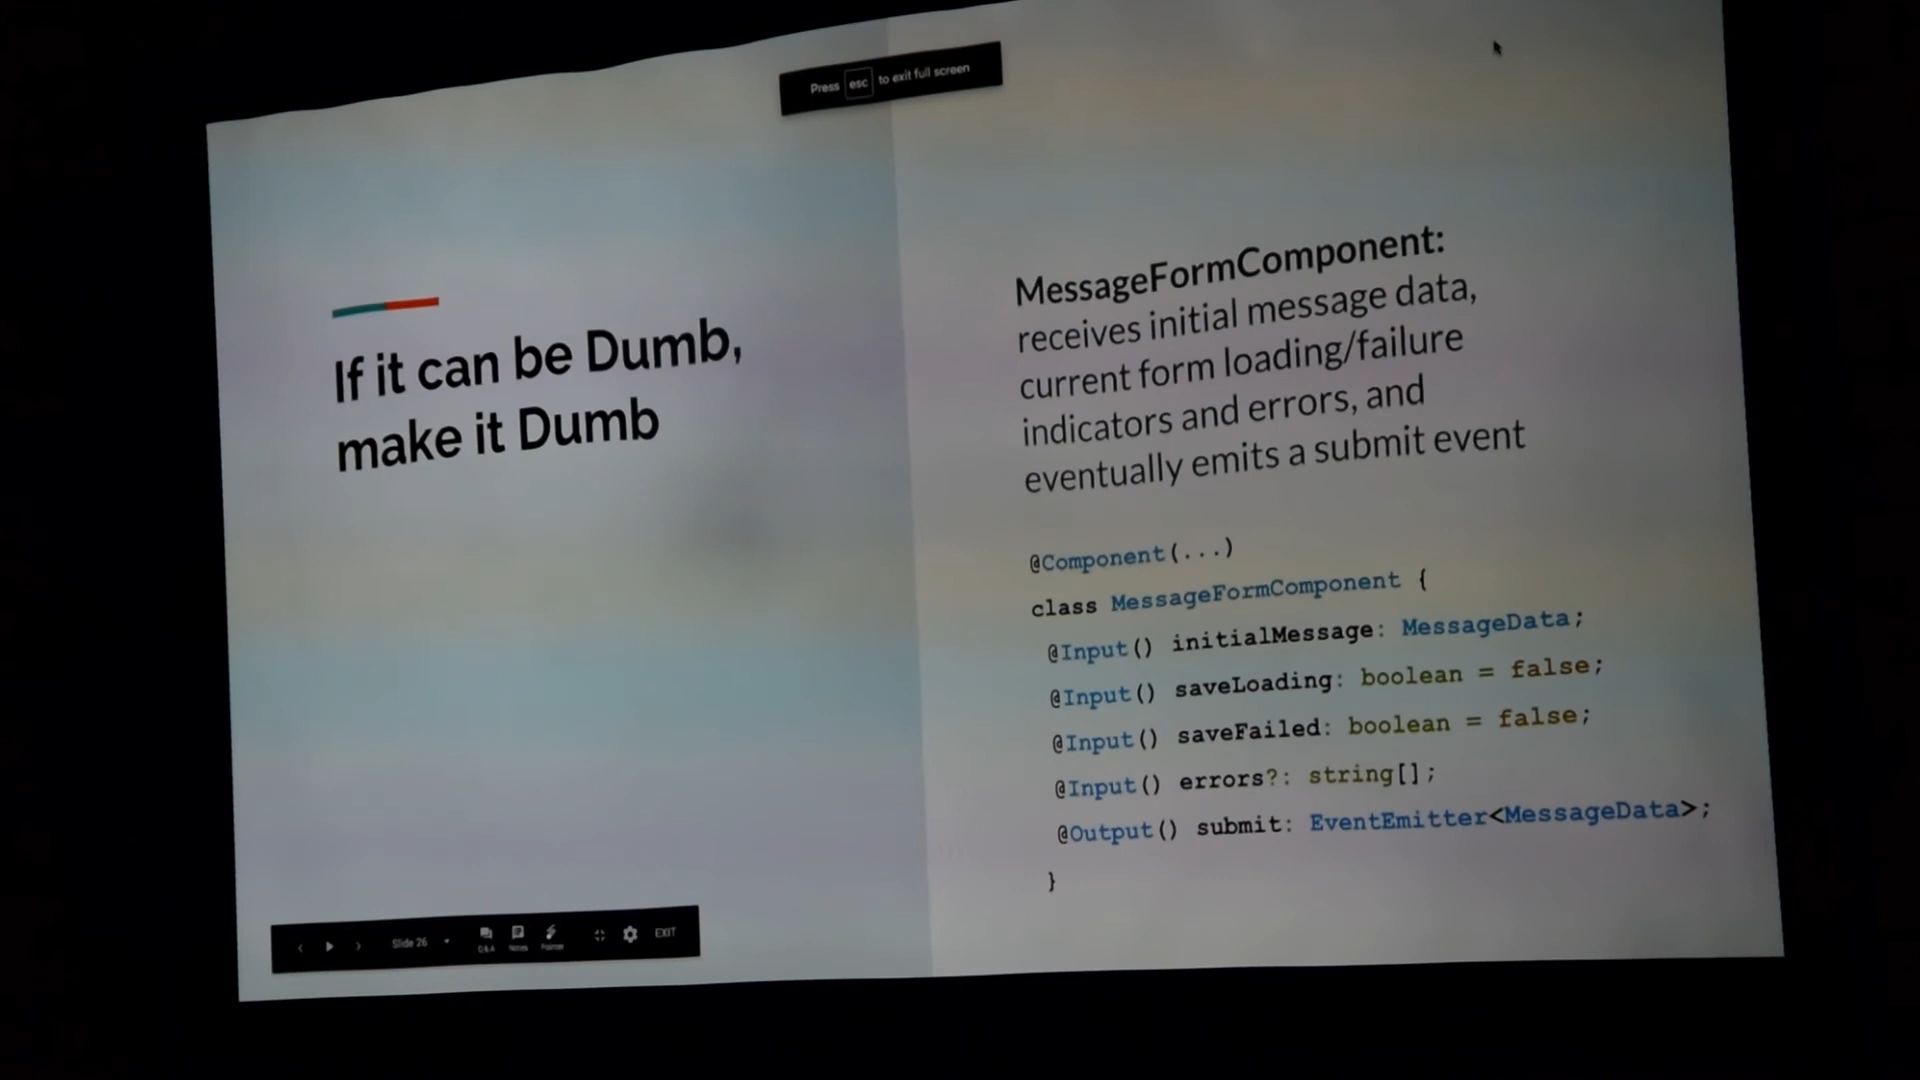 Press esc to exit full screen
If it can be Dumb,
make it Dumb
MessageFormComponent:
receives initial message data,
current form loading/failure
indicators and errors, and
eventually emits a submit event
@Component(...)
class MessageFormComponent {
@Input() initialMessage: MessageData;
@Input() saveLoading: boolean = false;
@Input() saveFailed: boolean = false;
@Input() errors?: string[];
@Output() submit: EventEmitter<MessageData>;
}
Slide 26
Q&A Notes Pointer
EXIT